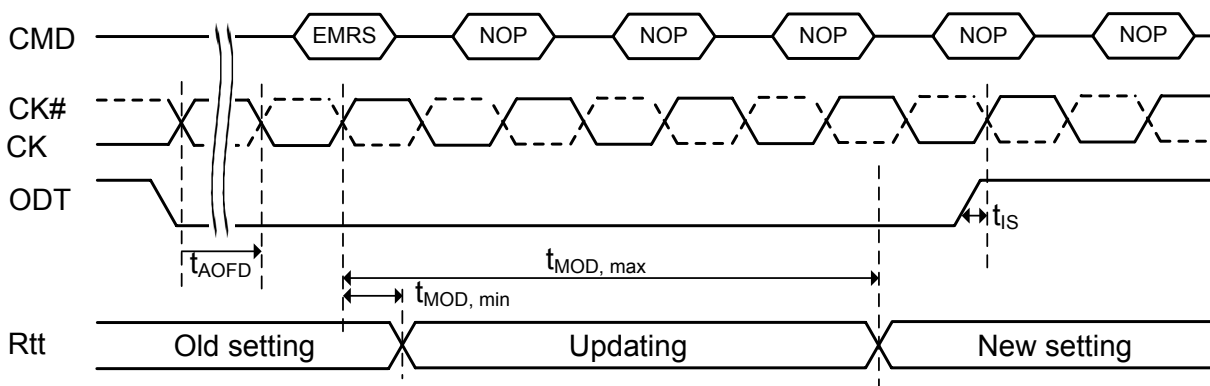 CMD EMRS NOP NOP NOP NOP NOP
CK#
CK
ODT
tIS
tAOFD
tMOD, max
tMOD, min
Rtt Old setting Updating New setting